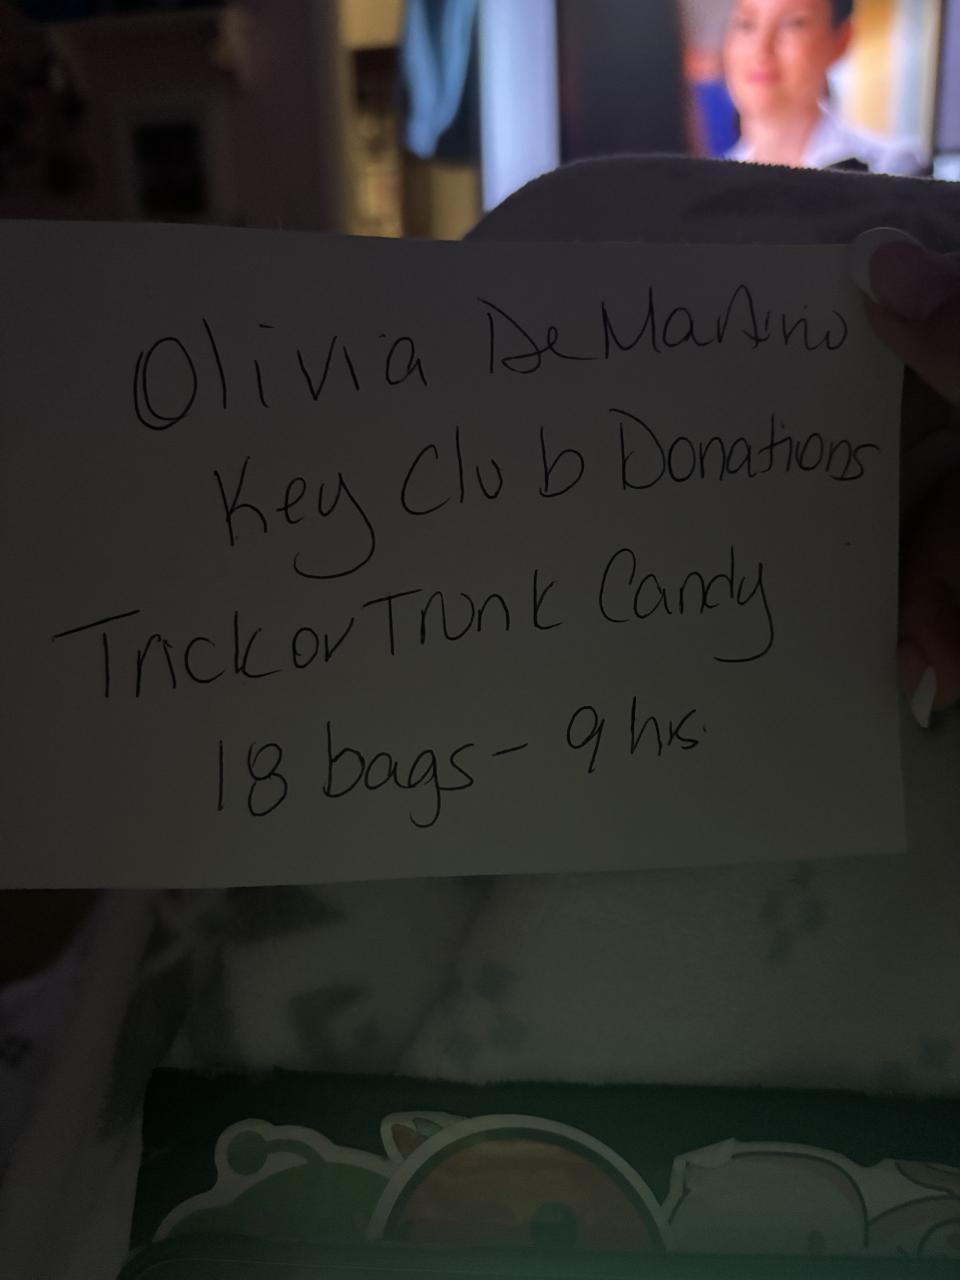 Olivia DeMartino
Key Club Donations
Trick or Trunk Candy
18 bags - 9 hrs.